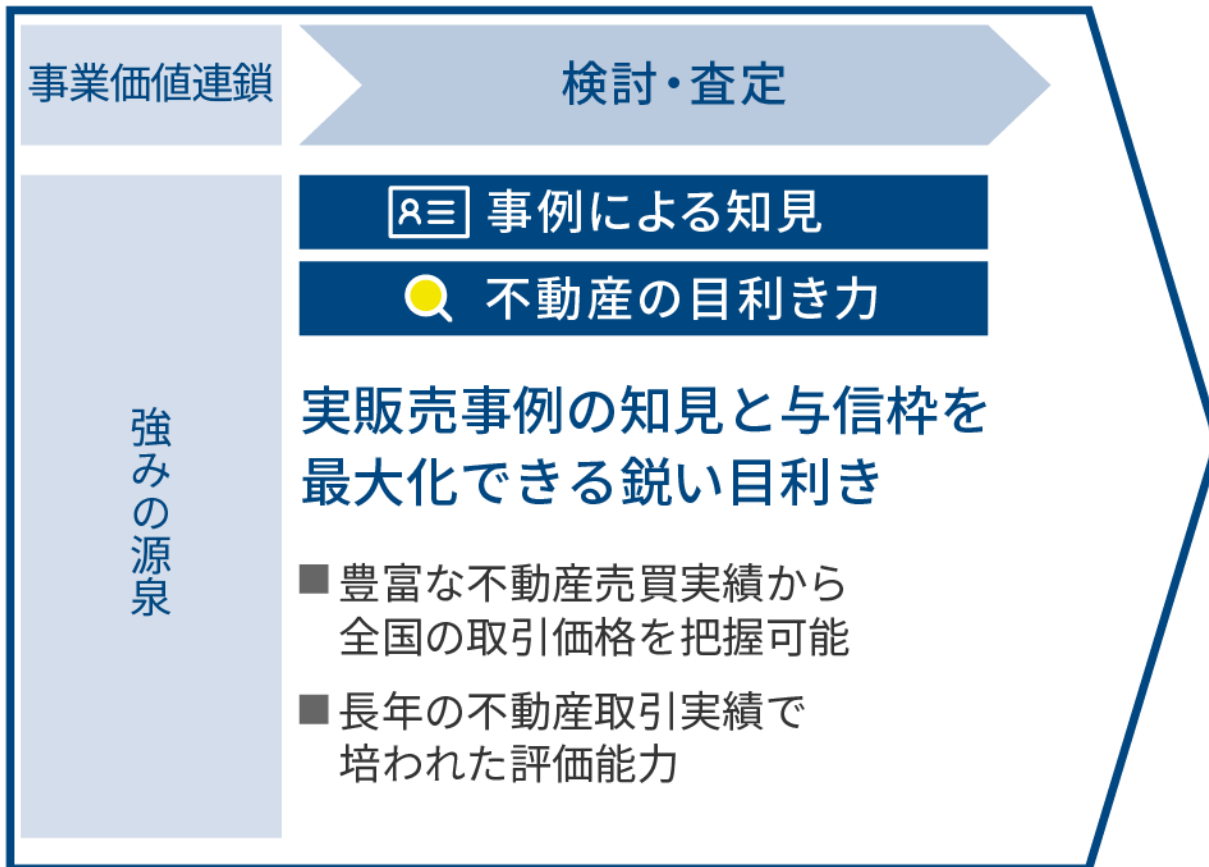 事業価値連鎖
検討・査定
強みの源泉
事例による知見
不動産の目利き力
実販売事例の知見と与信枠を
最大化できる鋭い目利き
■豊富な不動産売買実績から
全国の取引価格を把握可能
■長年の不動産取引実績で
培われた評価能力